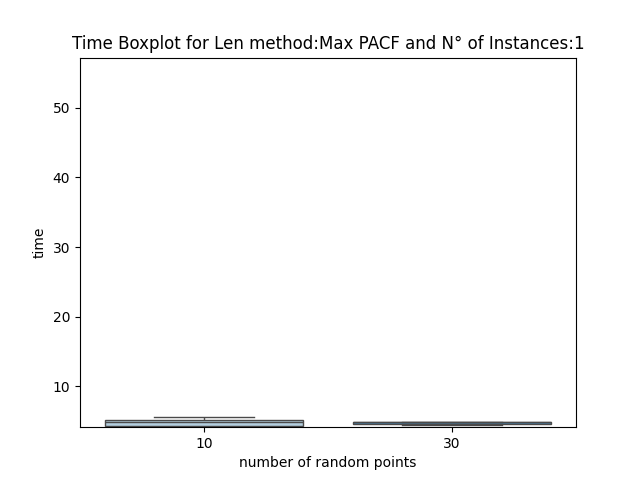 Time Boxplot for Len method:Max PACF and N° of Instances:1
50
40
30
20
10
time
10 30
number of random points